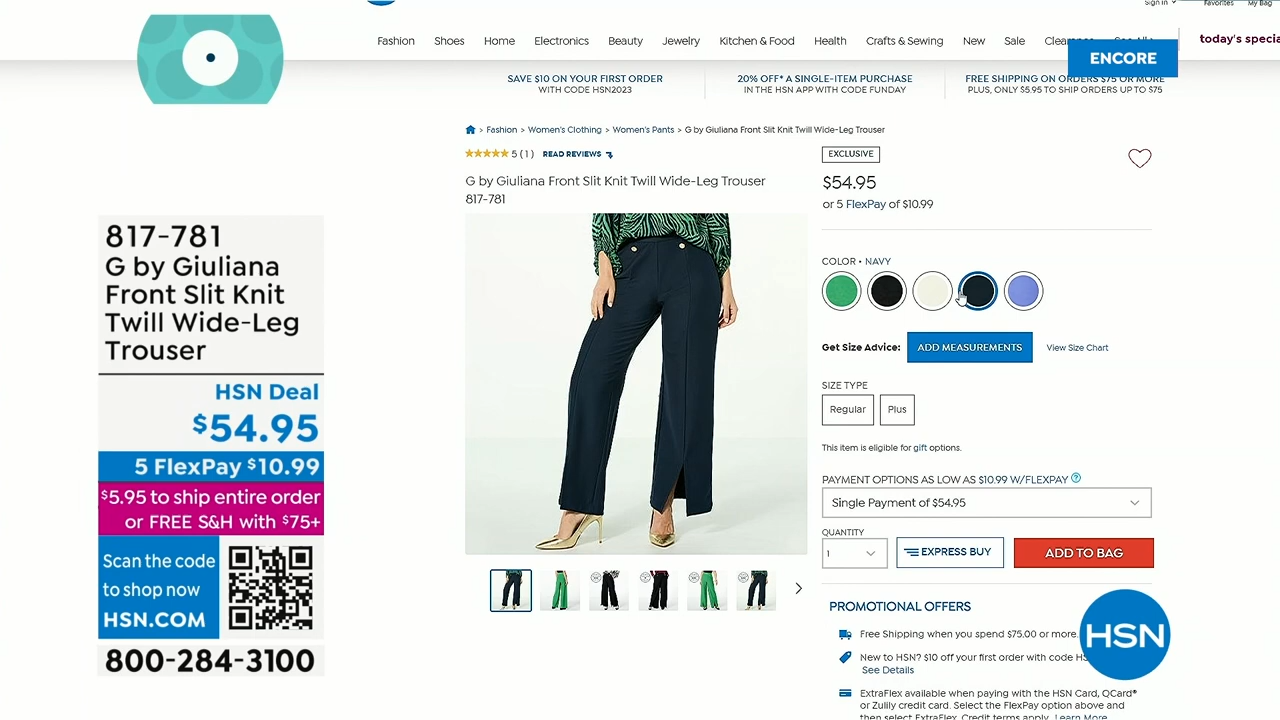 Sign In
Favorites
My Bag
Fashion
Shoes
Home
Electronics
Beauty
Jewelry
Kitchen & Food
Health
Crafts & Sewing
New
Sale
today's specia
ENCORE
SAVE $10 ON YOUR FIRST ORDER
WITH CODE HSN2023
20% OFF* A SINGLE-ITEM PURCHASE
IN THE HSN APP WITH CODE FUNDAY
FREE SHIPPING ON ORDERS $75 OR MORE
PLUS, ONLY $5.95 TO SHIP ORDERS UP TO $75
> Fashion > Women's Clothing > Women's Pants > G by Giuliana Front Slit Knit Twill Wide-Leg Trouser
5 (1) READ REVIEWS
G by Giuliana Front Slit Knit Twill Wide-Leg Trouser
817-781
EXCLUSIVE
$54.95
or 5 FlexPay of $10.99
COLOR • NAVY
Get Size Advice:
ADD MEASUREMENTS
View Size Chart
SIZE TYPE
Regular
Plus
This item is eligible for gift options.
PAYMENT OPTIONS AS LOW AS $10.99 W/FLEXPAY
Single Payment of $54.95
QUANTITY
1
EXPRESS BUY
ADD TO BAG
PROMOTIONAL OFFERS
Free Shipping when you spend $75.00 or more.
New to HSN? $10 off your first order with code HS
See Details
ExtraFlex available when paying with the HSN Card, QCard®
or Zulily credit card. Select the FlexPay option above and
then select ExtraFlex. Credit terms apply. Learn More
HSN
817-781
G by Giuliana
Front Slit Knit
Twill Wide-Leg
Trouser
HSN Deal
$54.95
5 FlexPay $10.99
$5.95 to ship entire order
or FREE S&H with $75+
Scan the code
to shop now
HSN.COM
800-284-3100